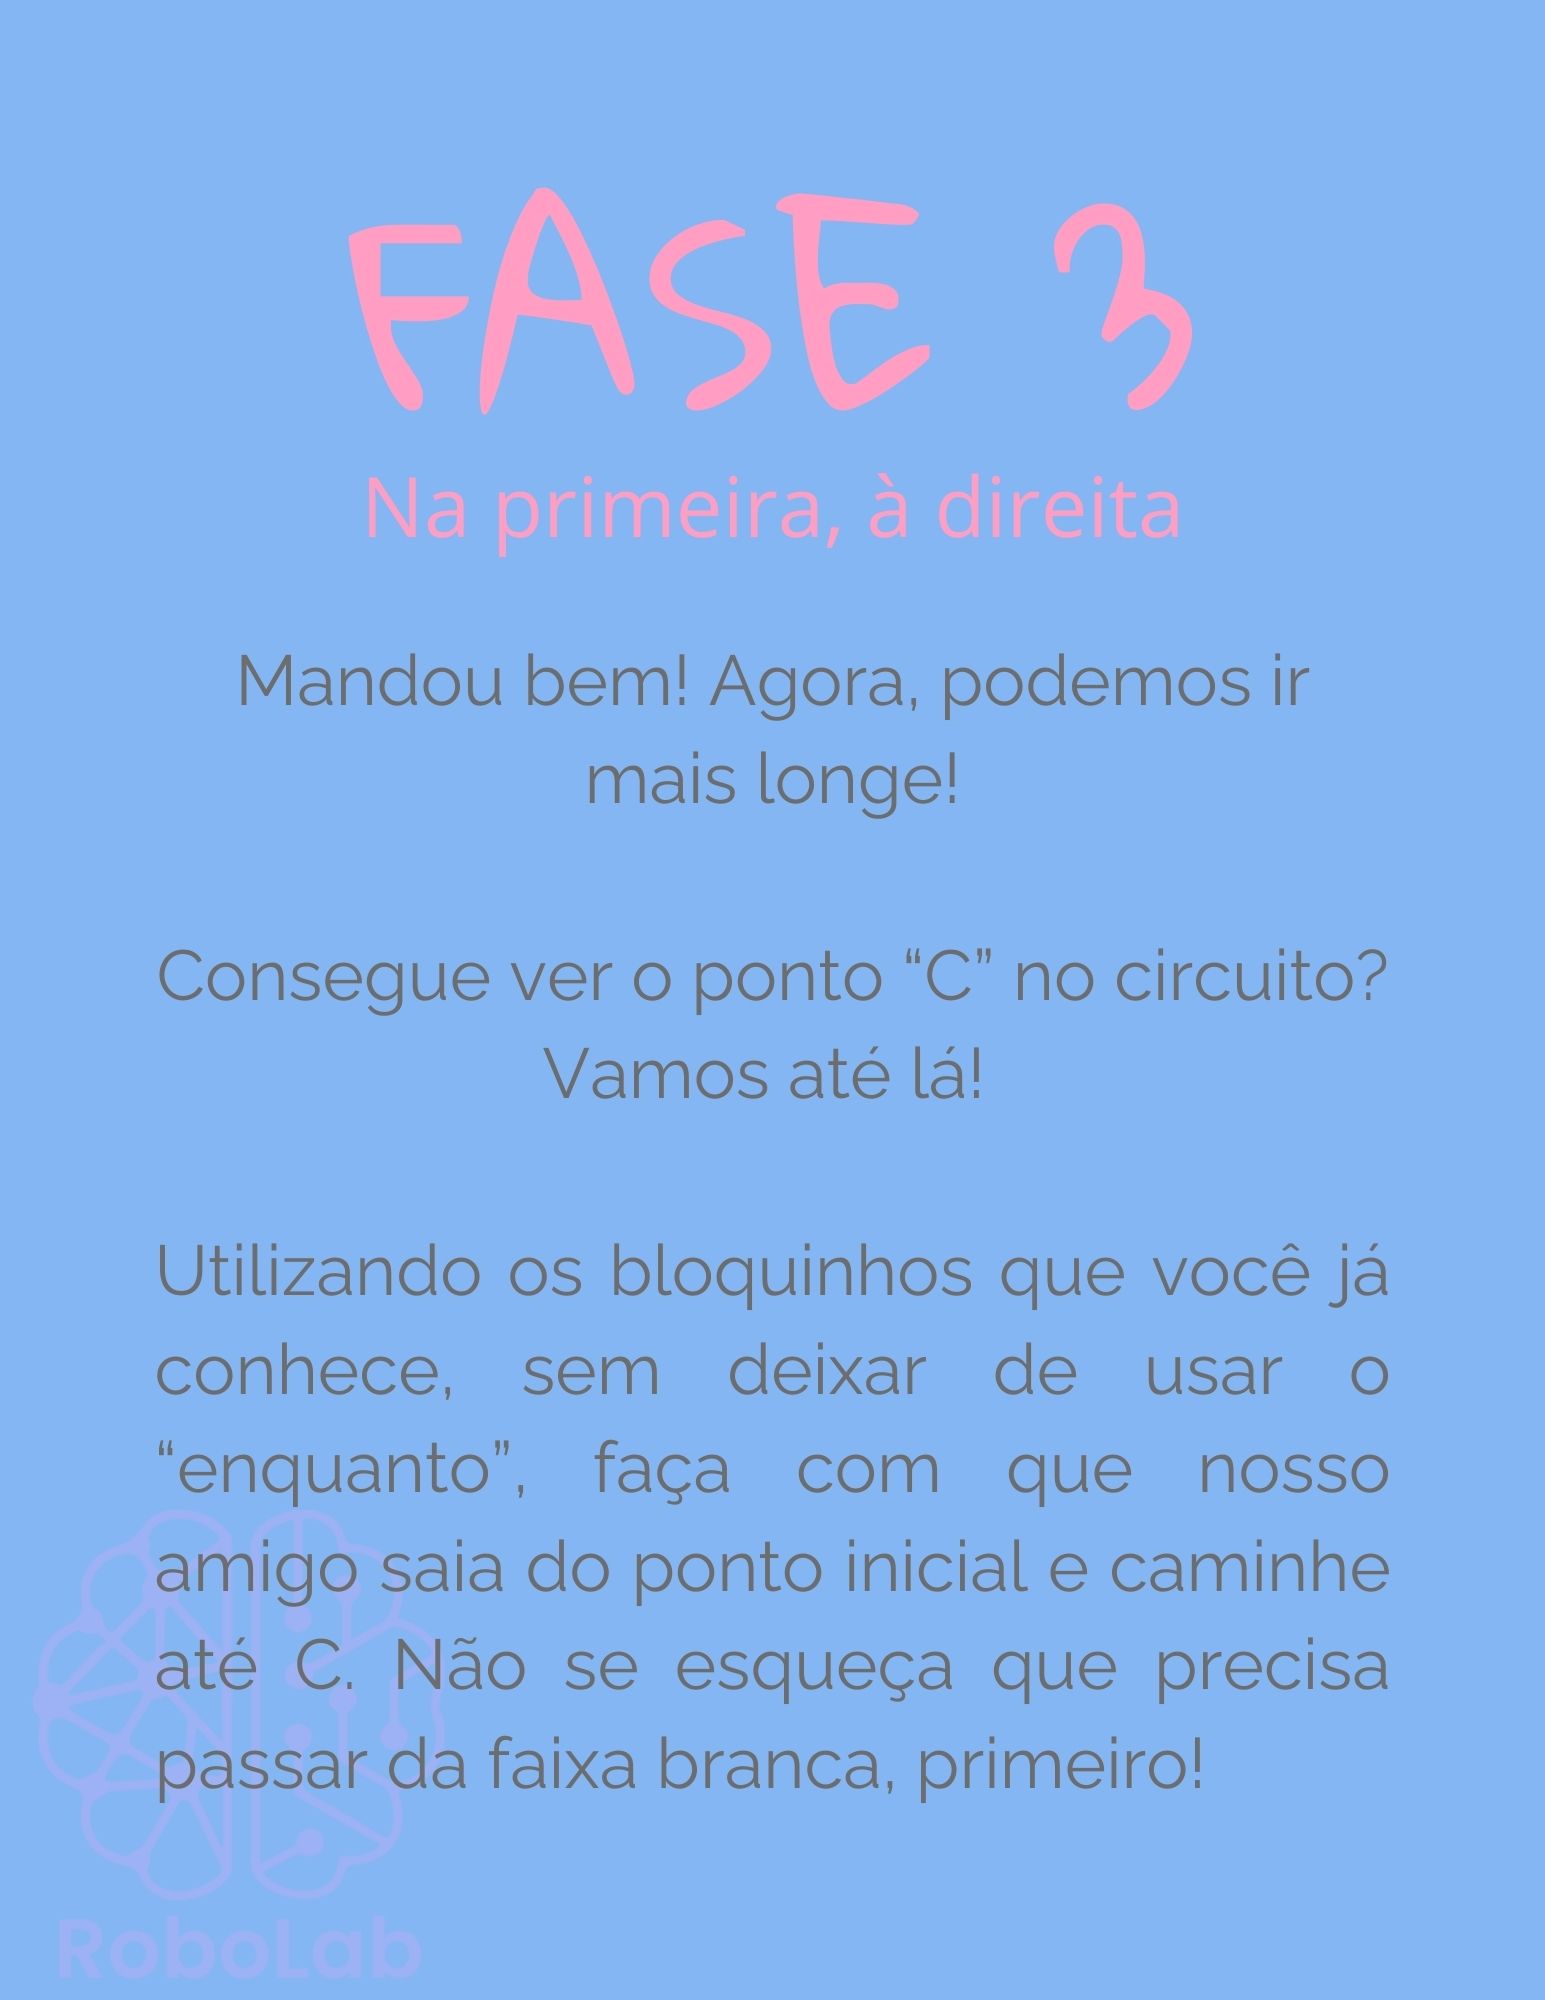 FASE 3
Na primeira, à direita
Mandou bem! Agora, podemos ir
mais longe!
Consegue ver o ponto “C” no circuito?
Vamos até lá!
Utilizando os bloquinhos que você já
conhece, sem deixar de usar o
“enquanto”, faça com que nosso
amigo saia do ponto inicial e caminhe
até C. Não se esqueça que precisa
passar da faixa branca, primeiro!
RoboLab